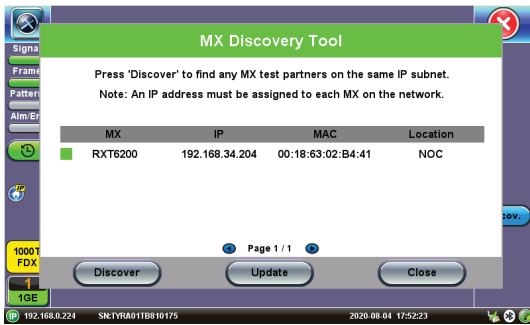 MX Discovery Tool
Press 'Discover' to find any MX test partners on the same IP subnet.
Note: An IP address must be assigned to each MX on the network.
MX IP MAC Location
RXT6200 192.168.34.204 00:18:63:02:B4:41 NOC
Page 1 / 1
Discover Update Close
Signa
Frame
Patter
Alm/Er
IP
1000T
FDX
1
1GE
cov.
IP 192.168.0.224 SN:TYRA01TB810175 2020-08-04 17:52:23